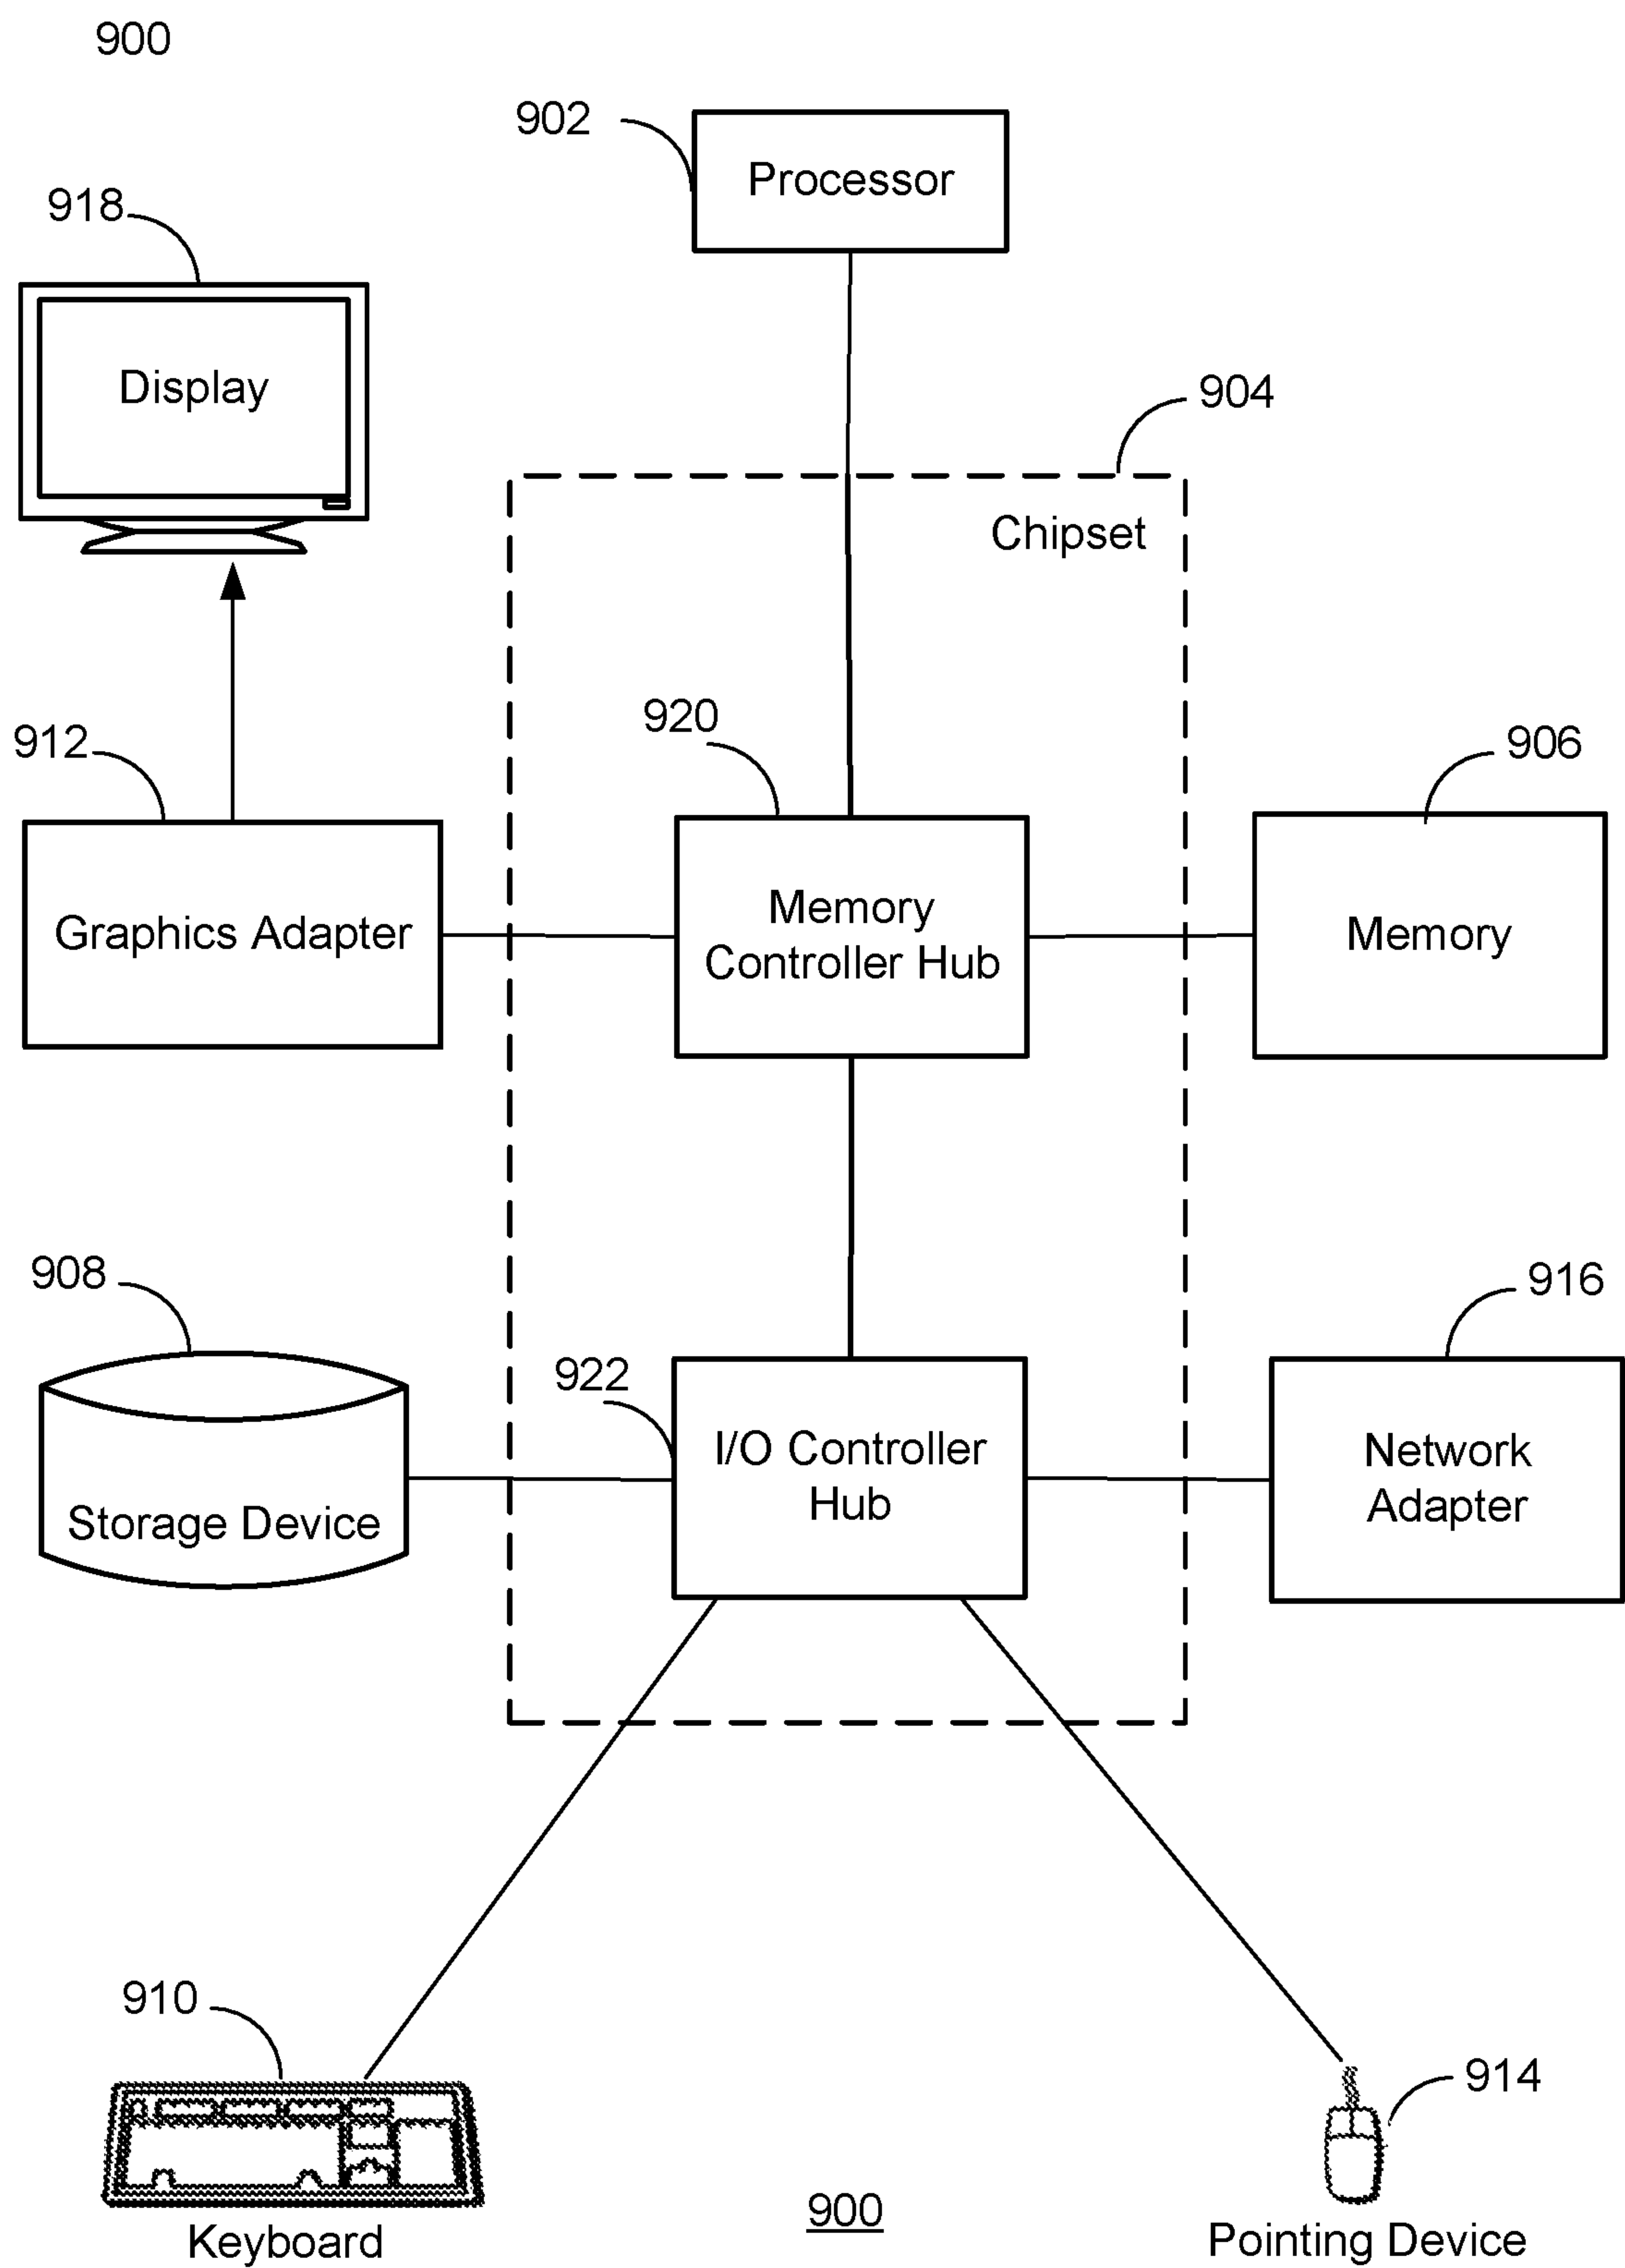 900
902
Processor
918
Display
904
Chipset
920
912
906
Graphics Adapter
Memory
Controller Hub
Memory
908
916
922
Storage Device
I/O Controller
Hub
Network
Adapter
910
914
Keyboard
900
Pointing Device